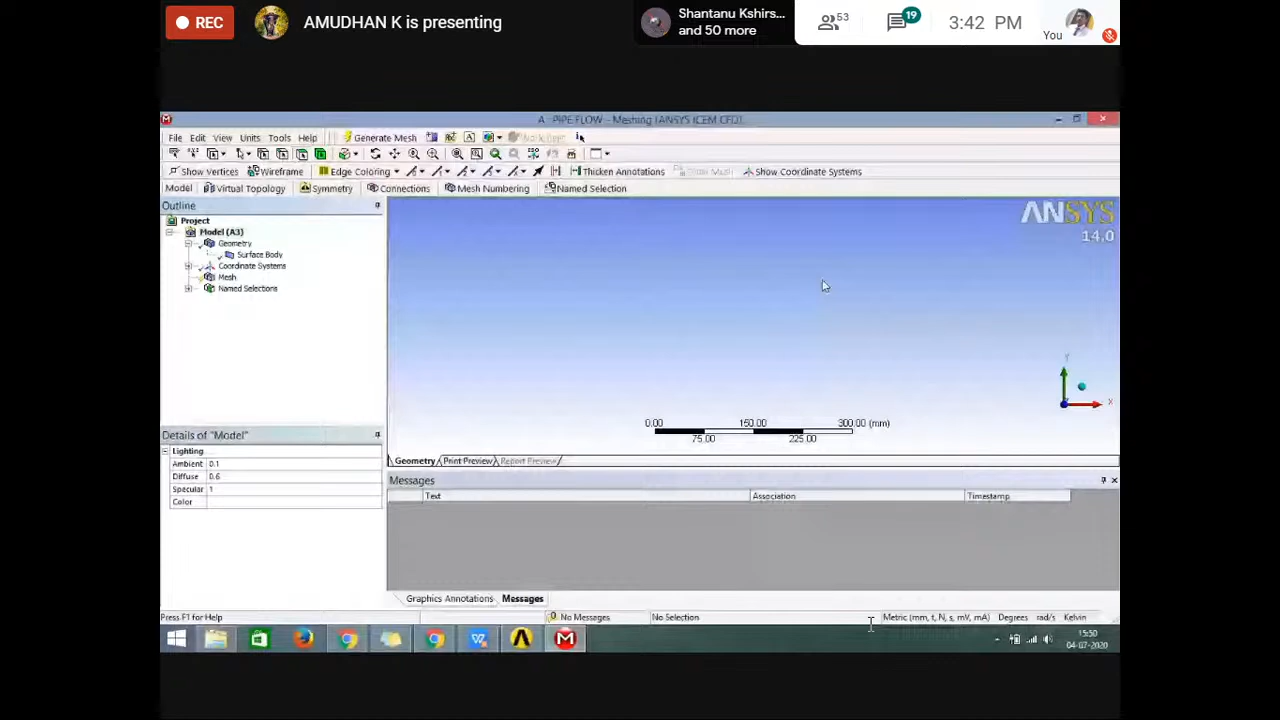 REC
AMUDHAN K is presenting
Shantanu Kshirs...
and 50 more
53
19
3:42 PM
You
A : PIPE FLOW - Meshing [ANSYS ICEM CFD]
File Edit View Units Tools Help
Generate Mesh
Show Vertices Wireframe Edge Coloring Thicken Annotations Show Mesh Show Coordinate Systems
Model Virtual Topology Symmetry Connections Mesh Numbering Named Selection
Outline
Project
Model (A3)
Geometry
Surface Body
Coordinate Systems
Mesh
Named Selections
ANSYS
14.0
Y
X
0.00 150.00 300.00 (mm)
75.00 225.00
Details of "Model"
Lighting
Ambient 0.1
Diffuse 0.6
Specular 1
Color
Geometry Print Preview Report Preview
Messages
Text Association Timestamp
Graphics Annotations Messages
Press F1 for Help
0 No Messages No Selection Metric (mm, t, N, s, mV, mA) Degrees rad/s Kelvin
15:50
04-07-2020